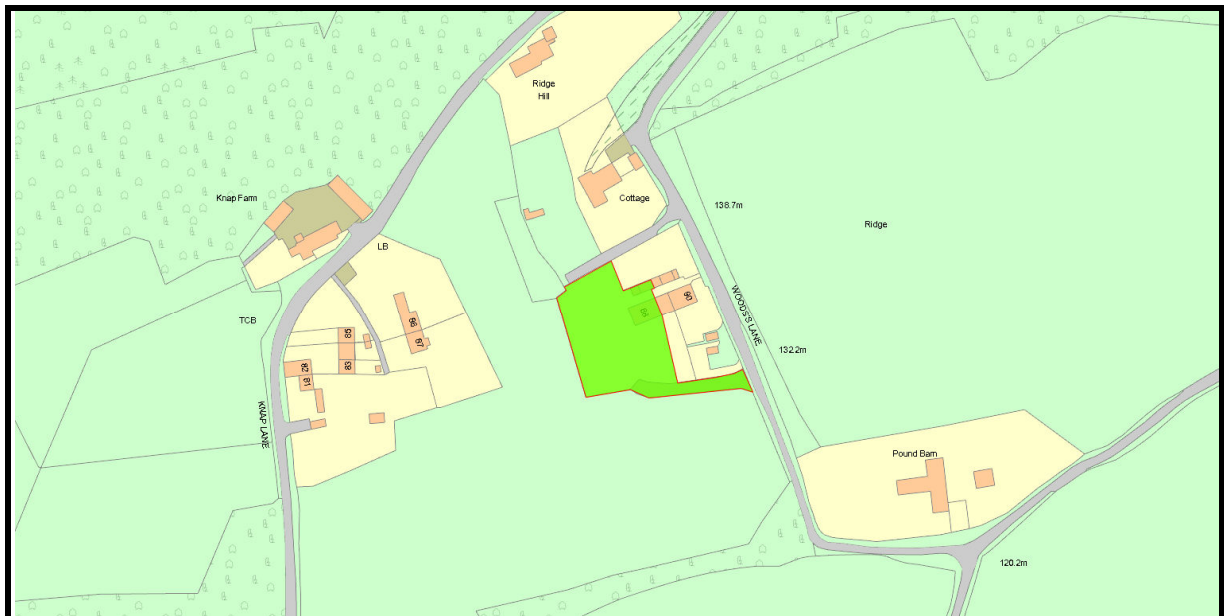 Ridge
Hill
Knap Farm
Cottage
138.7m
Ridge
LB
TCB
86
87
85
83
82
81
KNAP LANE
90
WOODS'S LANE
132.2m
Pound Barn
120.2m